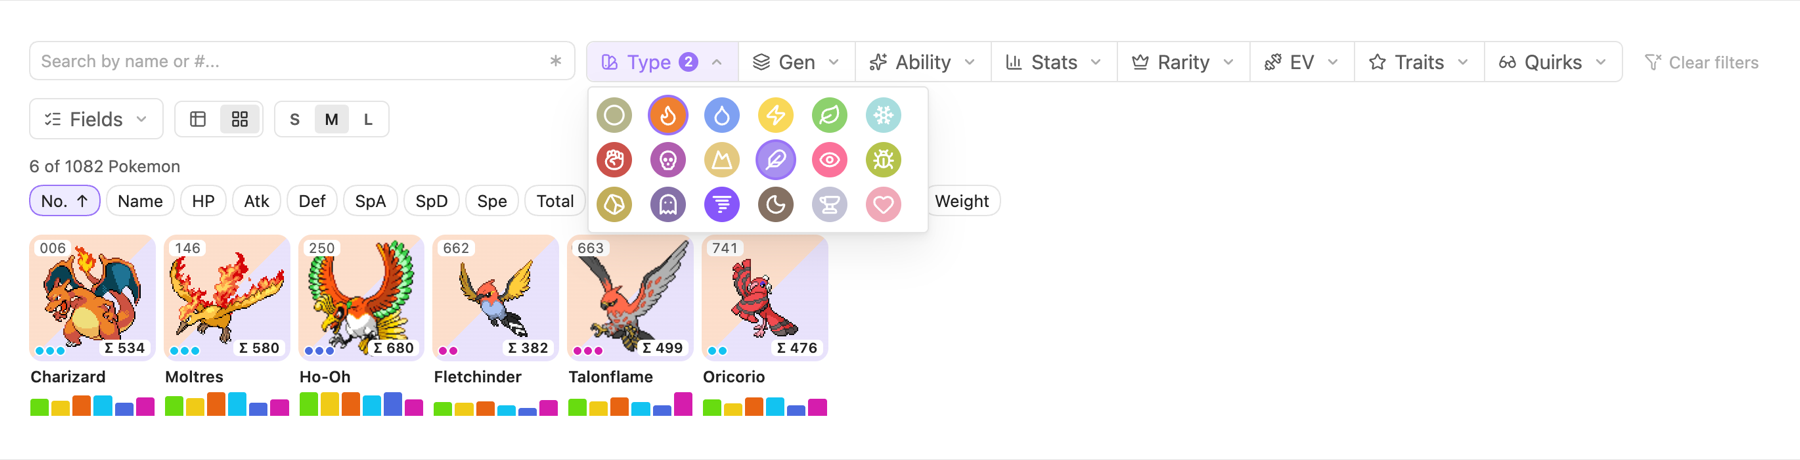 Search by name or #... * Type 2 Gen Ability Stats Rarity EV Traits Quirks Clear filters
Fields S M L
6 of 1082 Pokemon
No. ↑ Name HP Atk Def SpA SpD Spe Total Weight
006 146 250 662 663 741
Σ 534 Σ 580 Σ 680 Σ 382 Σ 499 Σ 476
Charizard Moltres Ho-Oh Fletchinder Talonflame Oricorio